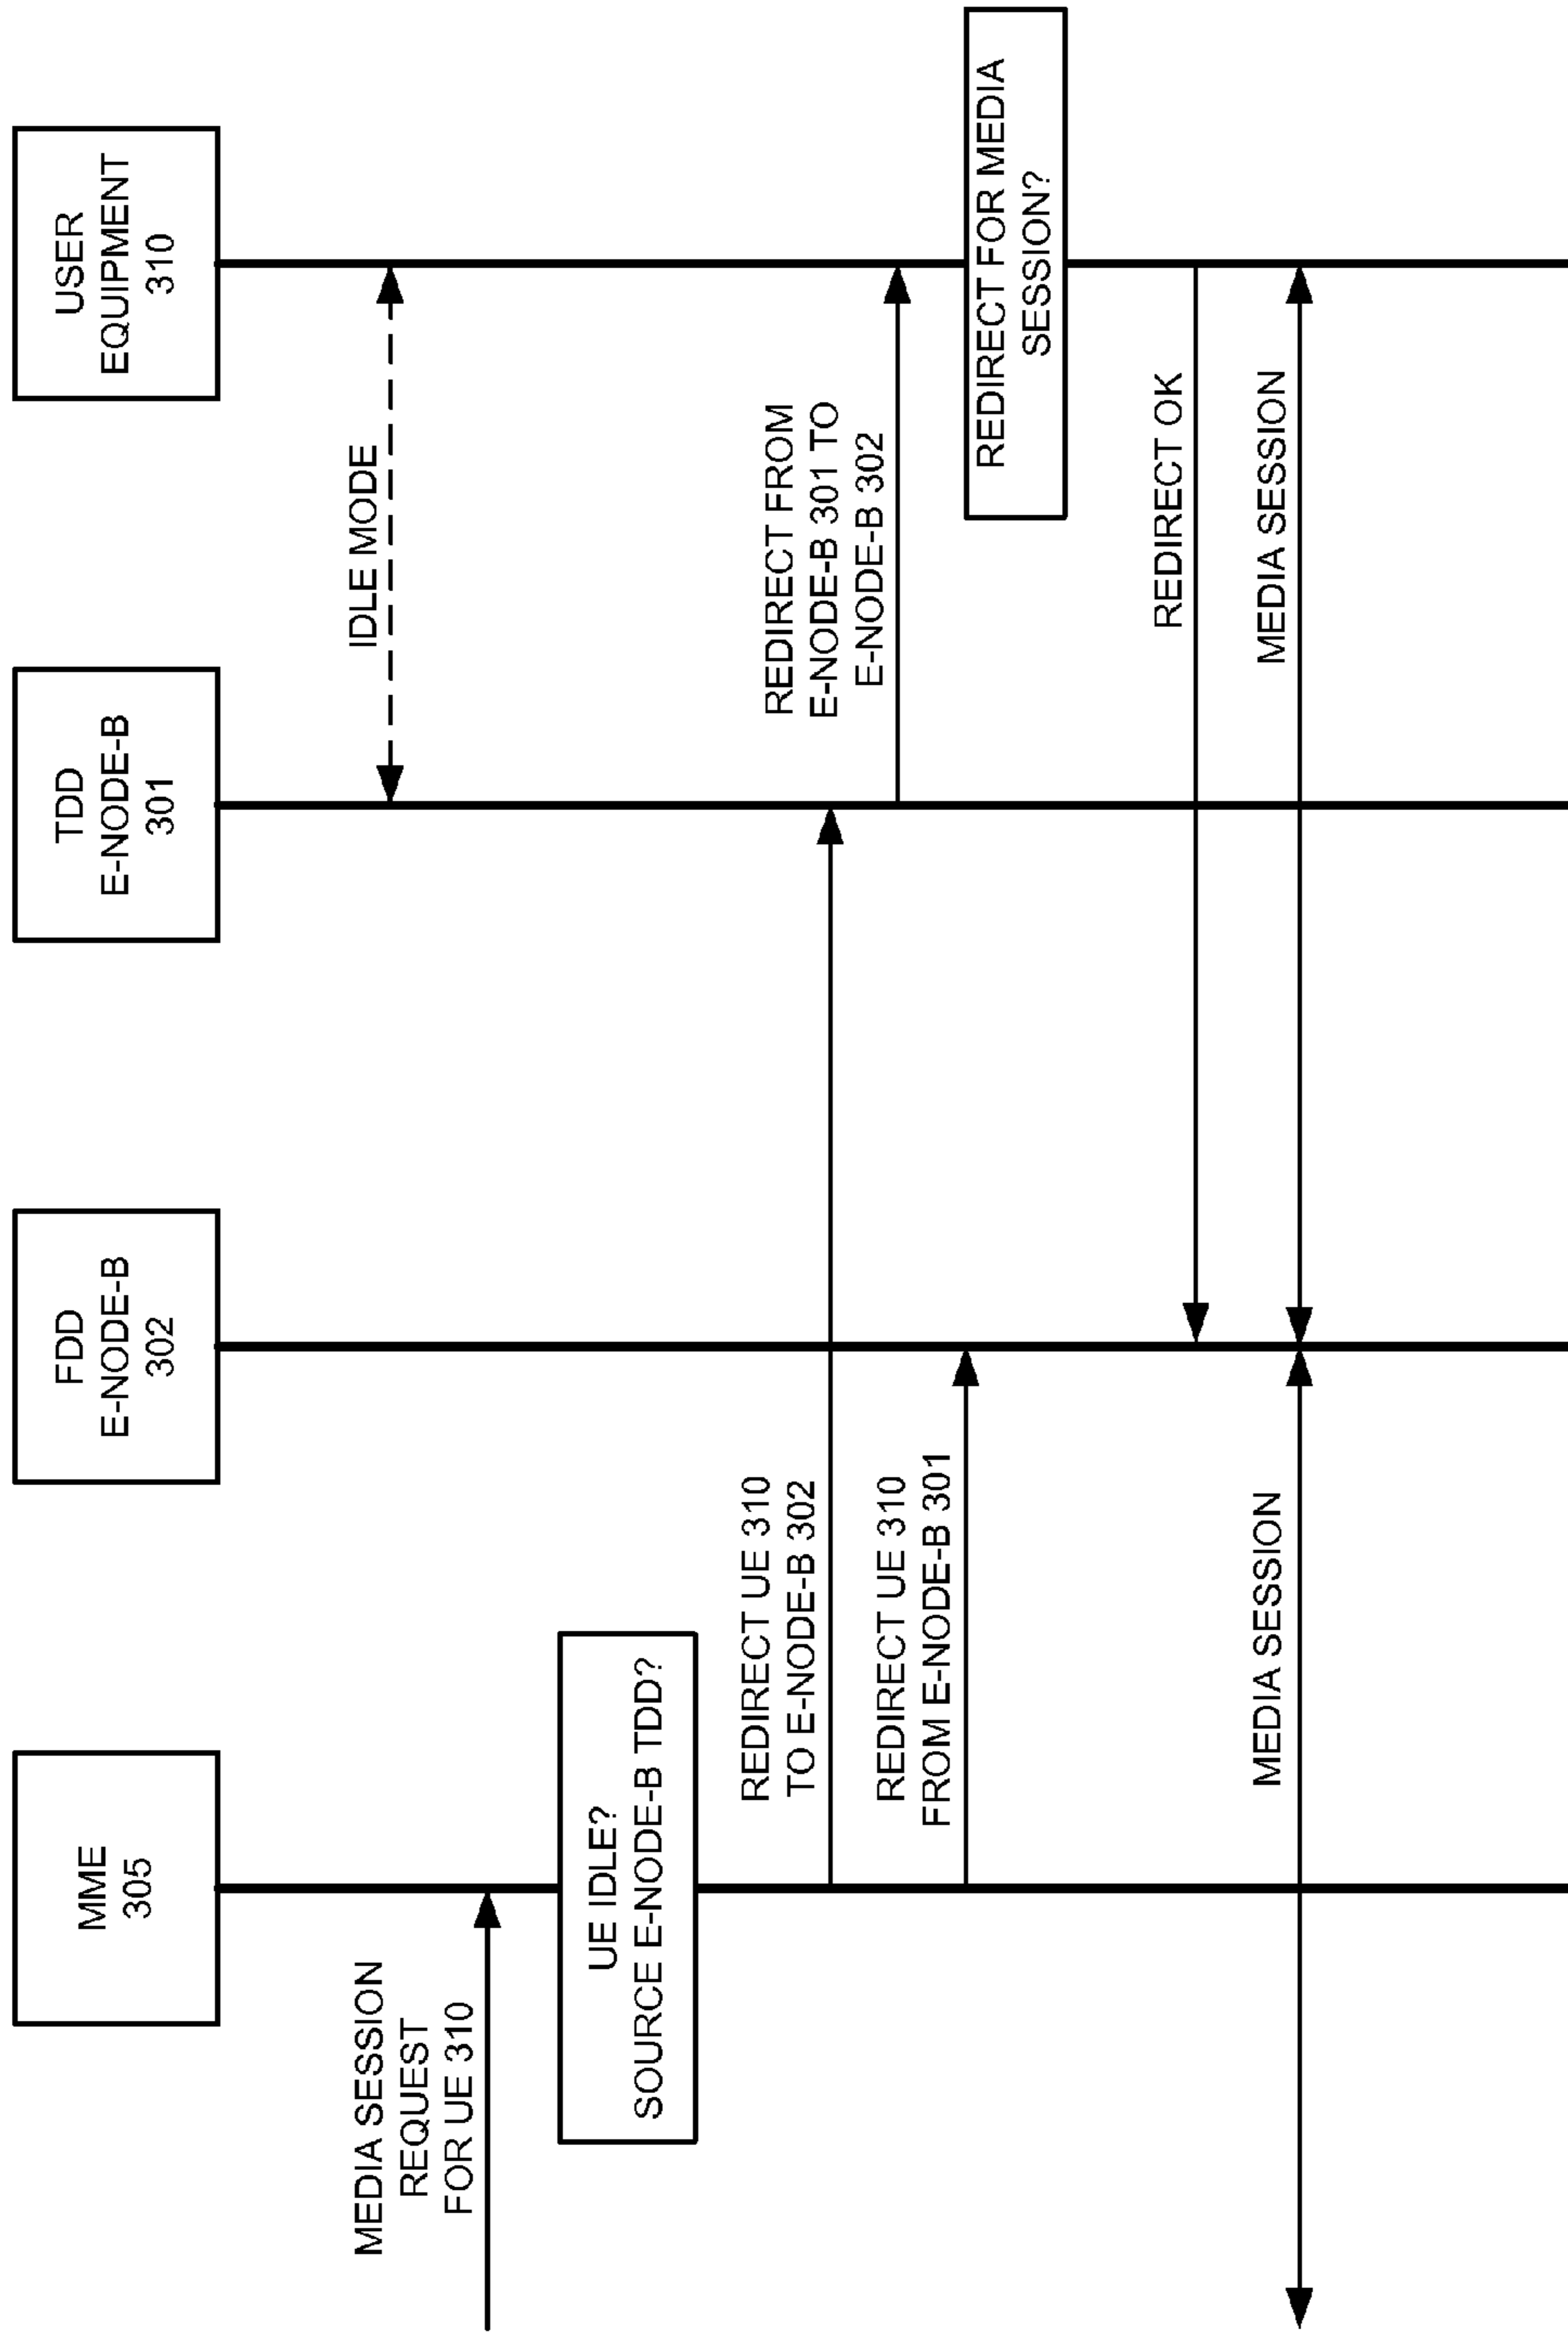 MME
305
FDD
E-NODE-B
302
TDD
E-NODE-B
301
USER
EQUIPMENT
310
IDLE MODE
MEDIA SESSION
REQUEST
FOR UE 310
UE IDLE?
SOURCE E-NODE-B TDD?
REDIRECT UE 310
TO E-NODE-B 302
REDIRECT FROM
E-NODE-B 301 TO
E-NODE-B 302
REDIRECT UE 310
FROM E-NODE-B 301
REDIRECT FOR MEDIA
SESSION?
REDIRECT OK
MEDIA SESSION
MEDIA SESSION